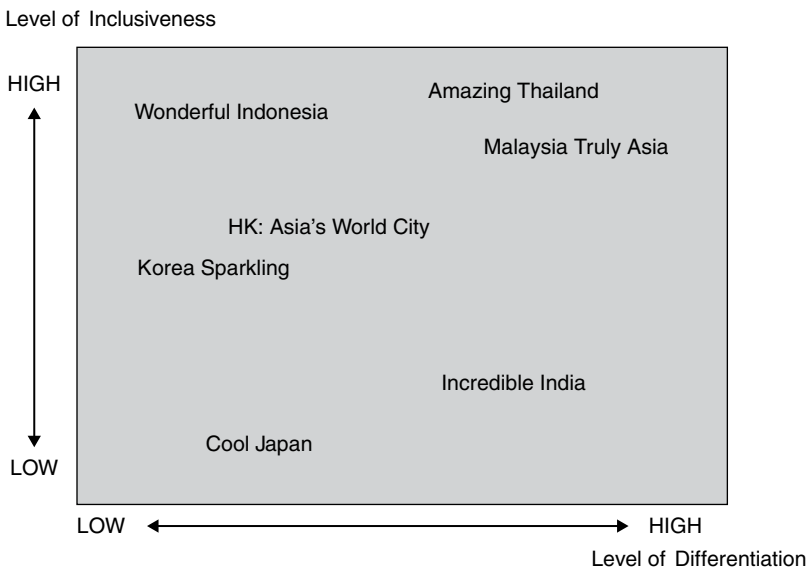 Level of Inclusiveness
HIGH
Amazing Thailand
Wonderful Indonesia
Malaysia Truly Asia
HK: Asia's World City
Korea Sparkling
Incredible India
Cool Japan
LOW
LOW
HIGH
Level of Differentiation